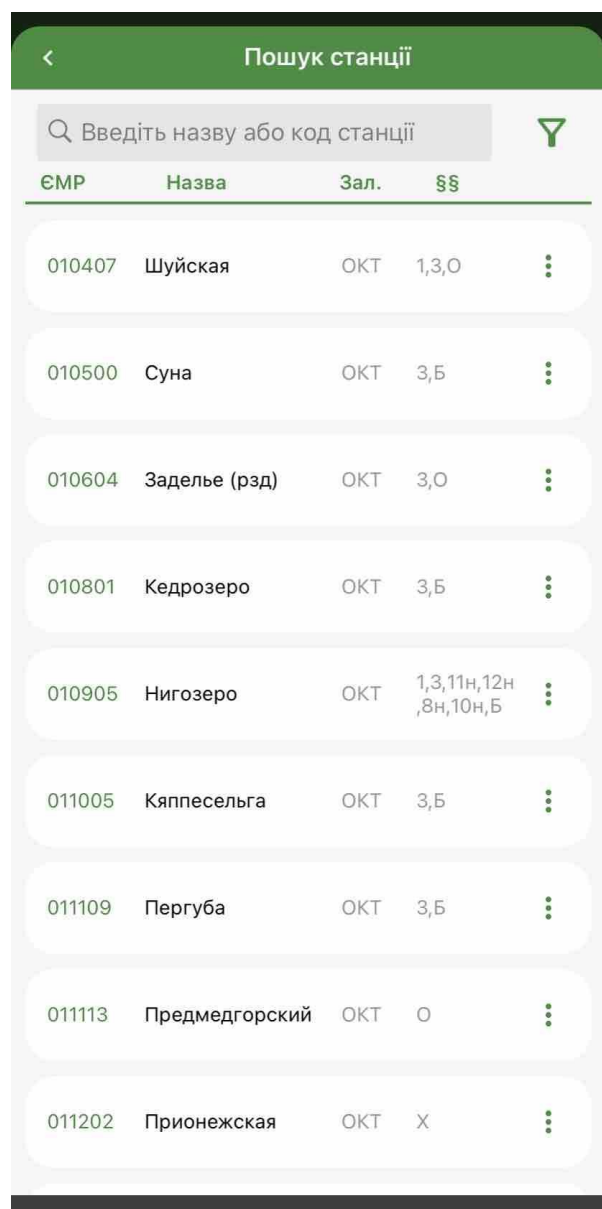 Пошук станції
Введіть назву або код станції
ЄМР Назва Зал. §§
010407 Шуйская ОКТ 1,3,О
010500 Суна ОКТ 3,Б
010604 Заделье (рзд) ОКТ 3,О
010801 Кедрозеро ОКТ 3,Б
010905 Нигозеро ОКТ 1,3,11н,12н
,8н,10н,Б
011005 Кяппесельга ОКТ 3,Б
011109 Пергуба ОКТ 3,Б
011113 Предмедгорский ОКТ О
011202 Прионежская ОКТ Х